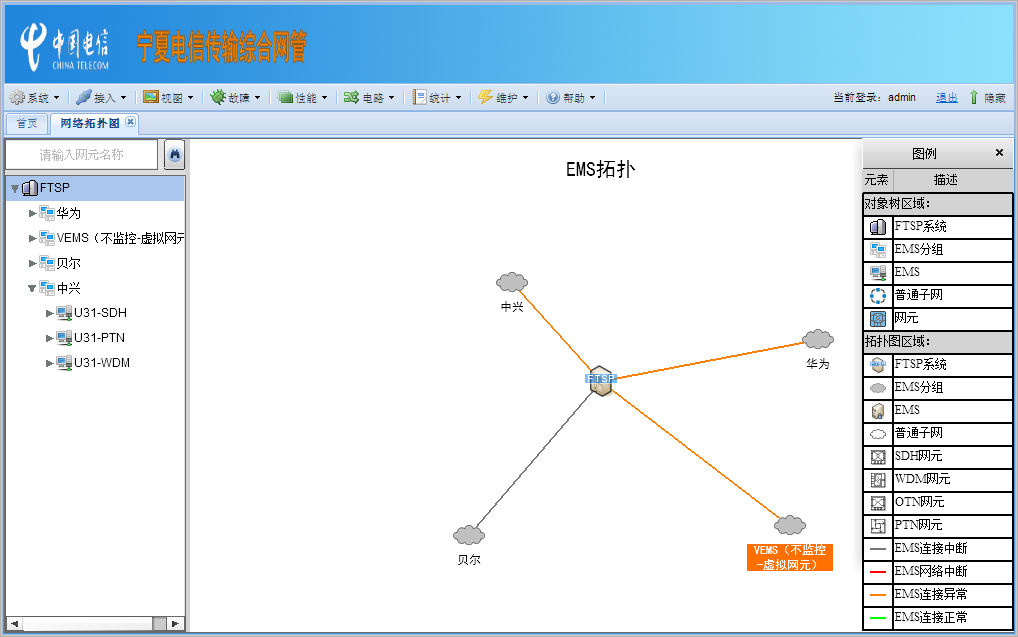 中国电信
CHINA TELECOM
宁夏电信传输综合网管
系统 接入 视图 故障 性能 电路 统计 维护 帮助 当前登录：admin 退出 隐藏
首页 网络拓扑图
请输入网元名称
FTSP
华为
VEMS（不监控-虚拟网元
贝尔
中兴
U31-SDH
U31-PTN
U31-WDM
EMS拓扑
中兴
华为
FTSP
贝尔
VEMS（不监控
-虚拟网元）
图例
元素 描述
对象树区域：
FTSP系统
EMS分组
EMS
普通子网
网元
拓扑图区域：
FTSP系统
EMS分组
EMS
普通子网
SDH网元
WDM网元
OTN网元
PTN网元
EMS连接中断
EMS网络中断
EMS连接异常
EMS连接正常